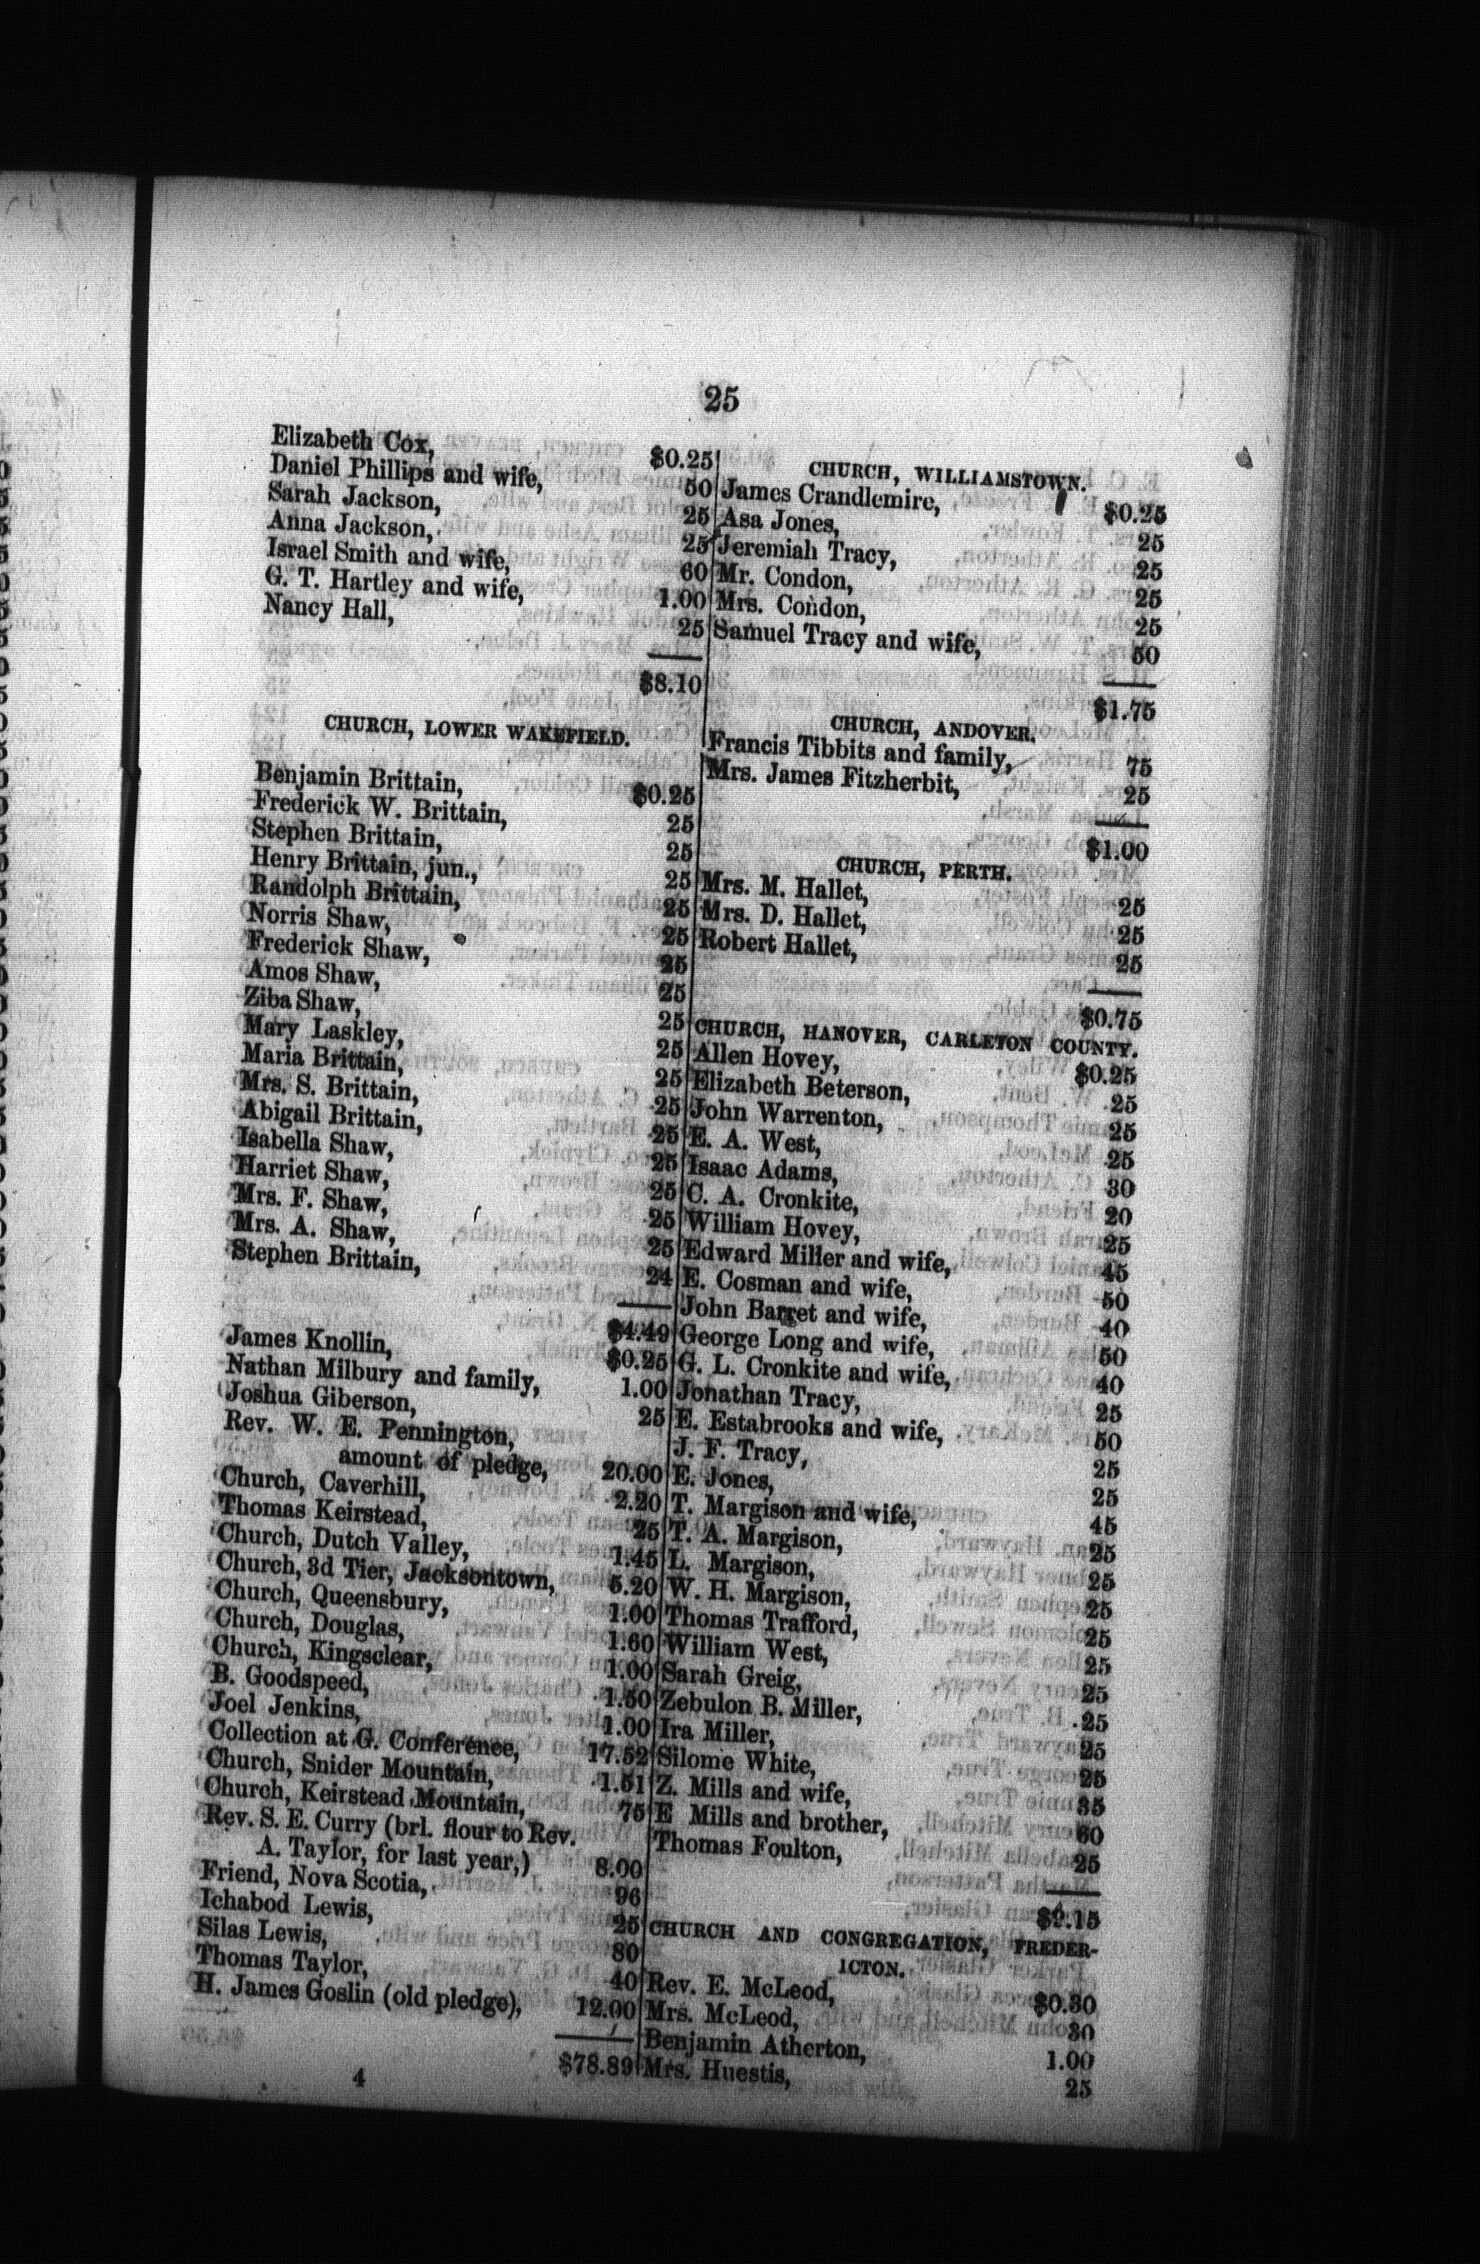 25
Elizabeth Cox, $0.25
Daniel Phillips and wife, 50
Sarah Jackson, 25
Anna Jackson, 25
Israel Smith and wife, 60
G. T. Hartley and wife, 1.00
Nancy Hall, 25
$8.10
CHURCH, LOWER WAKEFIELD.
Benjamin Brittain, $0.25
Frederick W. Brittain, 25
Stephen Brittain, 25
Henry Brittain, jun., 25
Randolph Brittain, 25
Norris Shaw, 25
Frederick Shaw, 25
Amos Shaw, 25
Ziba Shaw, 25
Mary Laskley, 25
Maria Brittain, 25
Mrs. S. Brittain, 25
Abigail Brittain, 25
Isabella Shaw, 25
Harriet Shaw, 25
Mrs. F. Shaw, 25
Mrs. A. Shaw, 25
Stephen Brittain, 24
$4.49
James Knollin, $0.25
Nathan Milbury and family, 1.00
Joshua Giberson, 25
Rev. W. E. Pennington,
amount of pledge, 20.00
Church, Caverhill, 2.20
Thomas Keirstead, 25
Church, Dutch Valley, 1.45
Church, 3d Tier, Jacksontown, 5.20
Church, Queensbury, 1.00
Church, Douglas, 1.60
Church, Kingsclear, 1.00
B. Goodspeed, 1.50
Joel Jenkins, 1.00
Collection at G. Conference, 17.52
Church, Snider Mountain, 1.51
Church, Keirstead Mountain, 75
Rev. S. E. Curry (brl. flour to Rev.
A. Taylor, for last year,) 8.00
Friend, Nova Scotia, 96
Ichabod Lewis, 25
Silas Lewis, 80
Thomas Taylor, 40
H. James Goslin (old pledge), 12.00
$78.89
4
CHURCH, WILLIAMSTOWN.
James Crandlemire, $0.25
Asa Jones, 25
Jeremiah Tracy, 25
Mr. Condon, 25
Mrs. Condon, 25
Samuel Tracy and wife, 50
$1.75
CHURCH, ANDOVER.
Francis Tibbits and family, 75
Mrs. James Fitzherbit, 25
$1.00
CHURCH, PERTH.
Mrs. M. Hallet, 25
Mrs. D. Hallet, 25
Robert Hallet, 25
$0.75
CHURCH, HANOVER, CARLETON COUNTY.
Allen Hovey, $0.25
Elizabeth Beterson, 25
John Warrenton, 25
E. A. West, 25
Isaac Adams, 30
C. A. Cronkite, 20
William Hovey, 25
Edward Miller and wife, 45
E. Cosman and wife, 50
John Barret and wife, 40
George Long and wife, 50
G. L. Cronkite and wife, 40
Jonathan Tracy, 25
E. Estabrooks and wife, 50
J. F. Tracy, 25
E. Jones, 25
T. Margison and wife, 45
T. A. Margison, 25
L. Margison, 25
W. H. Margison, 25
Thomas Trafford, 25
William West, 25
Sarah Greig, 25
Zebulon B. Miller, 25
Ira Miller, 25
Silome White, 25
Z. Mills and wife, 35
E Mills and brother, 60
Thomas Foulton, 25
$9.15
CHURCH AND CONGREGATION, FREDER-
ICTON.
Rev. E. McLeod, $0.30
Mrs. McLeod, 30
Benjamin Atherton, 1.00
Mrs. Huestis, 25